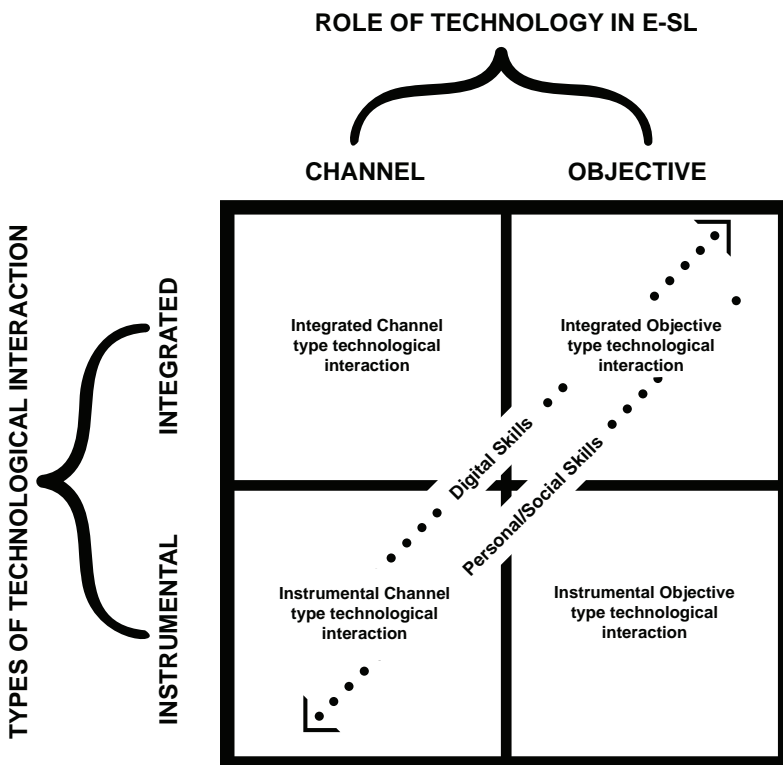 ROLE OF TECHNOLOGY IN E-SL
CHANNEL
OBJECTIVE
TYPES OF TECHNOLOGICAL INTERACTION
INTEGRATED
INSTRUMENTAL
Integrated Channel
type technological
interaction
Integrated Objective
type technological
interaction
Digital Skills
Personal/Social Skills
Instrumental Channel
type technological
interaction
Instrumental Objective
type technological
interaction